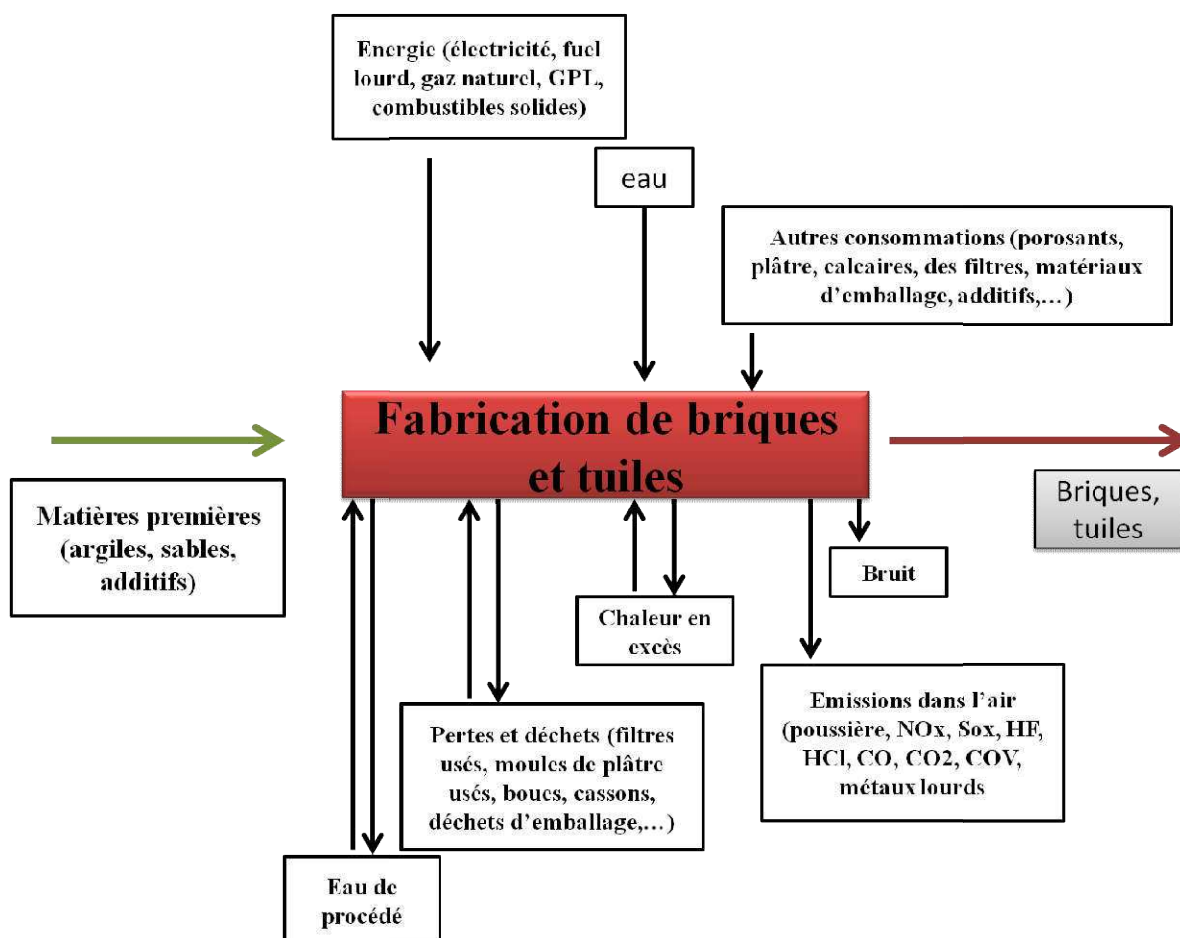 Energie (électricité, fuel
lourd, gaz naturel, GPL,
combustibles solides)
eau
Autres consommations (porosants,
plâtre, calcaires, des filtres, matériaux
d’emballage, additifs,…)
Fabrication de briques
et tuiles
Matières premières
(argiles, sables,
additifs)
Briques,
tuiles
Bruit
Chaleur en
excès
Emissions dans l’air
(poussière, NOx, Sox, HF,
HCl, CO, CO2, COV,
métaux lourds
Pertes et déchets (filtres
usés, moules de plâtre
usés, boues, cassons,
déchets d’emballage,…)
Eau de
procédé